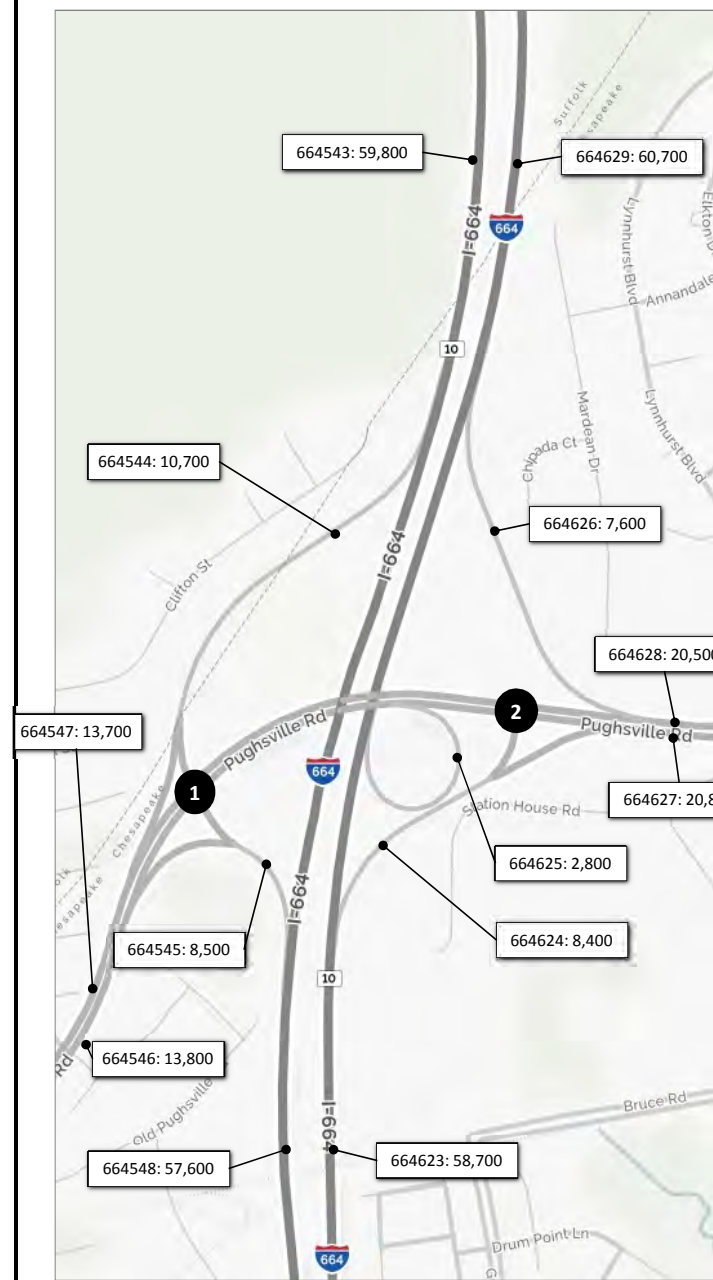 Suffolk
Chesapeake
664543: 59,800
664629: 60,700
I-664
664
Lynnhurst Blvd
Elkton D
Annandale
10
Mardean Dr
Lynnhurst Blvd
Chipada Ct
664544: 10,700
664626: 7,600
I-664
Clifton St
664628: 20,500
2
Pughsville Rd
664547: 13,700
Pughsville Rd
664
1
664627: 20,8
Station House Rd
Chesapeake
664625: 2,800
664545: 8,500
I-664
664624: 8,400
10
664546: 13,800
Rd
Old Pughsville
I-664
Bruce Rd
664548: 57,600
664623: 58,700
Drum Point Ln
664
G